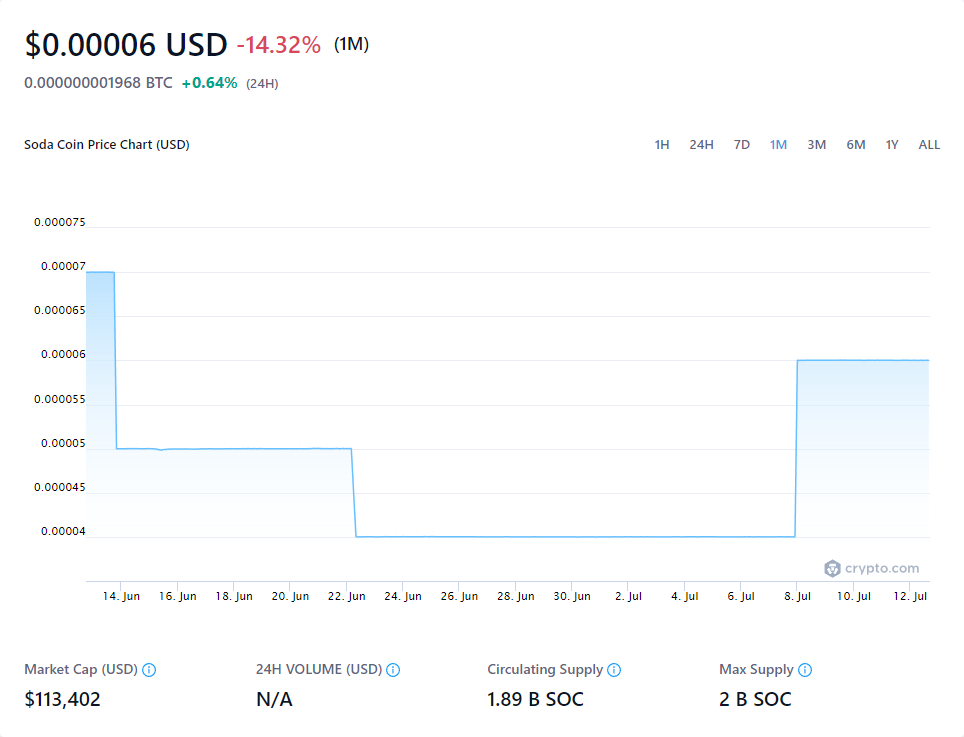 $0.00006 USD -14.32% (1M)
0.000000001968 BTC +0.64% (24H)
Soda Coin Price Chart (USD) 1H 24H 7D 1M 3M 6M 1Y ALL
0.000075
0.00007
0.000065
0.00006
0.000055
0.00005
0.000045
0.00004
crypto.com
14. Jun 16. Jun 18. Jun 20. Jun 22. Jun 24. Jun 26. Jun 28. Jun 30. Jun 2. Jul 4. Jul 6. Jul 8. Jul 10. Jul 12. Jul
Market Cap (USD) 24H VOLUME (USD) Circulating Supply Max Supply
$113,402 N/A 1.89 B SOC 2 B SOC